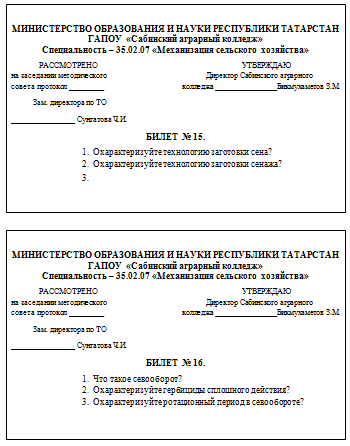 МИНИСТЕРСТВО ОБРАЗОВАНИЯ И НАУКИ РЕСПУБЛИКИ ТАТАРСТАН
ГАПОУ «Сабинский аграрный колледж»
Специальность – 35.02.07 «Механизация сельского хозяйства»
РАССМОТРЕНО УТВЕРЖДАЮ
на заседании методического Директор Сабинского аграрного
совета протокол ________ колледжа ______________Бикмухаметов З.М
Зам. директора по ТО
______________ Сунгатова Ч.И.
БИЛЕТ № 15.
1. Охарактеризуйте технологию заготовки сена?
2. Охарактеризуйте технологию заготовки сенажа?
3.
МИНИСТЕРСТВО ОБРАЗОВАНИЯ И НАУКИ РЕСПУБЛИКИ ТАТАРСТАН
ГАПОУ «Сабинский аграрный колледж»
Специальность – 35.02.07 «Механизация сельского хозяйства»
РАССМОТРЕНО УТВЕРЖДАЮ
на заседании методического Директор Сабинского аграрного
совета протокол ________ колледжа ______________Бикмухаметов З.М
Зам. директора по ТО
______________ Сунгатова Ч.И.
БИЛЕТ № 16.
1. Что такое севооборот?
2. Охарактеризуйте гербициды сплошного действия?
3. Охарактеризуйте ротационный период в севообороте?